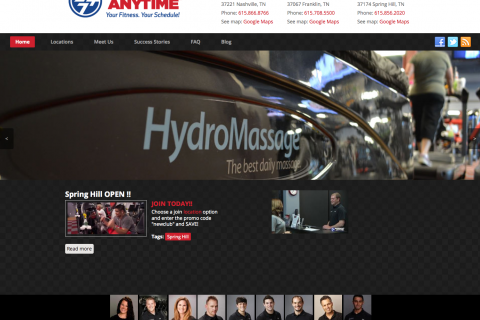 ANYTIME
Your Fitness. Your Schedule!
37221 Nashville, TN
Phone: 615.866.8766
See map: Google Maps
37067 Franklin, TN
Phone: 615.708.5500
See map: Google Maps
37174 Spring Hill, TN
Phone: 615.856.2020
See map: Google Maps
Home Locations Meet Us Success Stories FAQ Blog
HydroMassage
The best daily massage
<
Spring Hill OPEN !!
JOIN TODAY!!
Choose a join option
and enter the promo code
"newclub" and SAVE!
Tags: Spring Hill
Read more